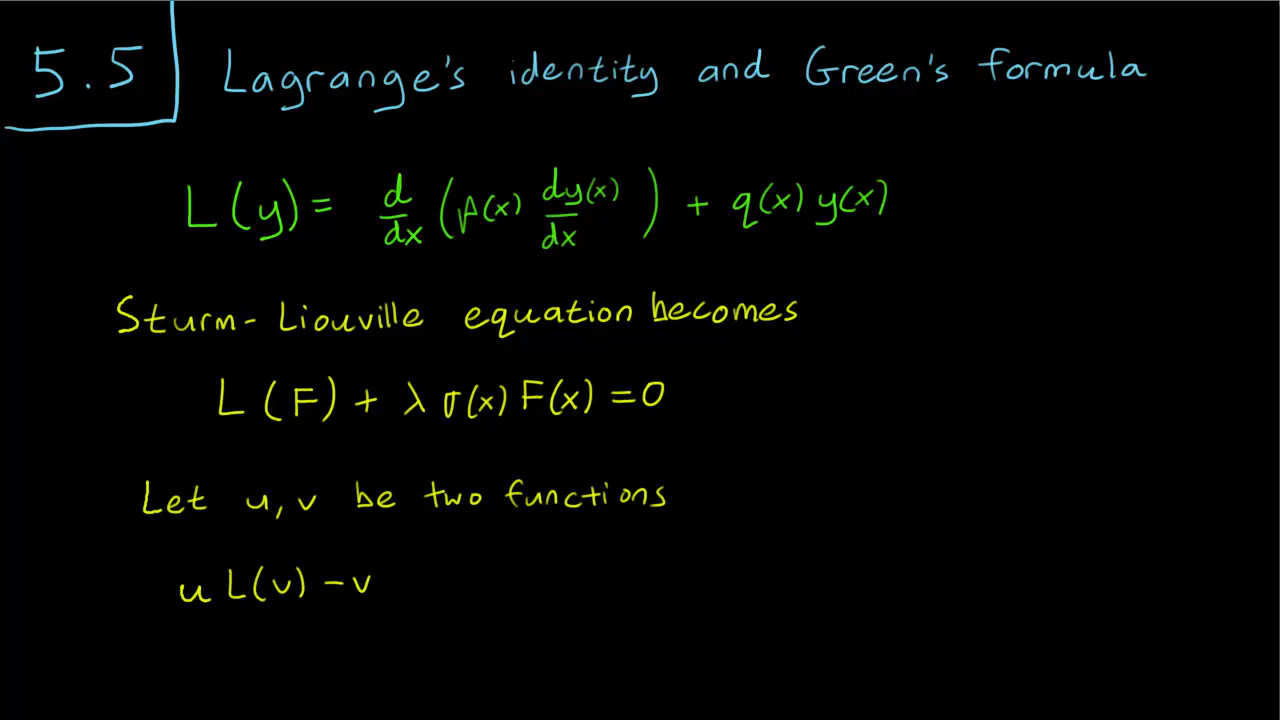 5.5 Lagrange's identity and Green's formula
L(y) = d/dx (p(x) dy(x)/dx) + q(x) y(x)
Sturm-Liouville equation becomes
L(F) + λ σ(x) F(x) = 0
Let u, v be two functions
u L(v) - v